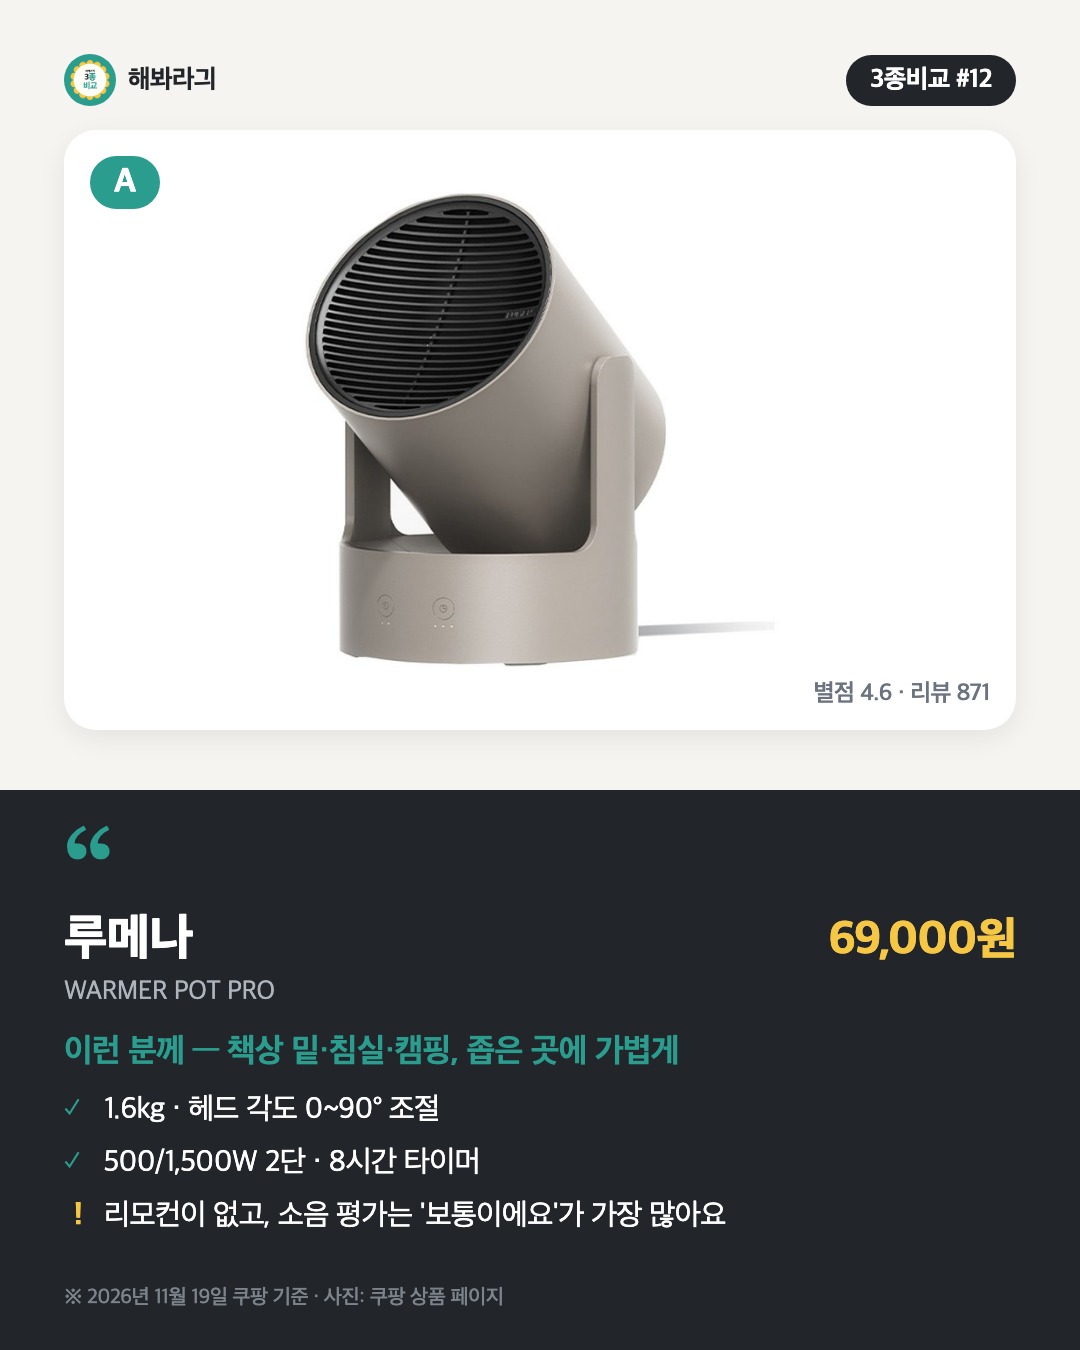 3종
비교
해봐라긔
3종비교 #12
A
별점 4.6 · 리뷰 871
“
루메나
69,000원
WARMER POT PRO
이런 분께 — 책상 밑·침실·캠핑, 좁은 곳에 가볍게
✓ 1.6kg · 헤드 각도 0~90° 조절
✓ 500/1,500W 2단 · 8시간 타이머
! 리모컨이 없고, 소음 평가는 '보통이에요'가 가장 많아요
※ 2026년 11월 19일 쿠팡 기준 · 사진: 쿠팡 상품 페이지